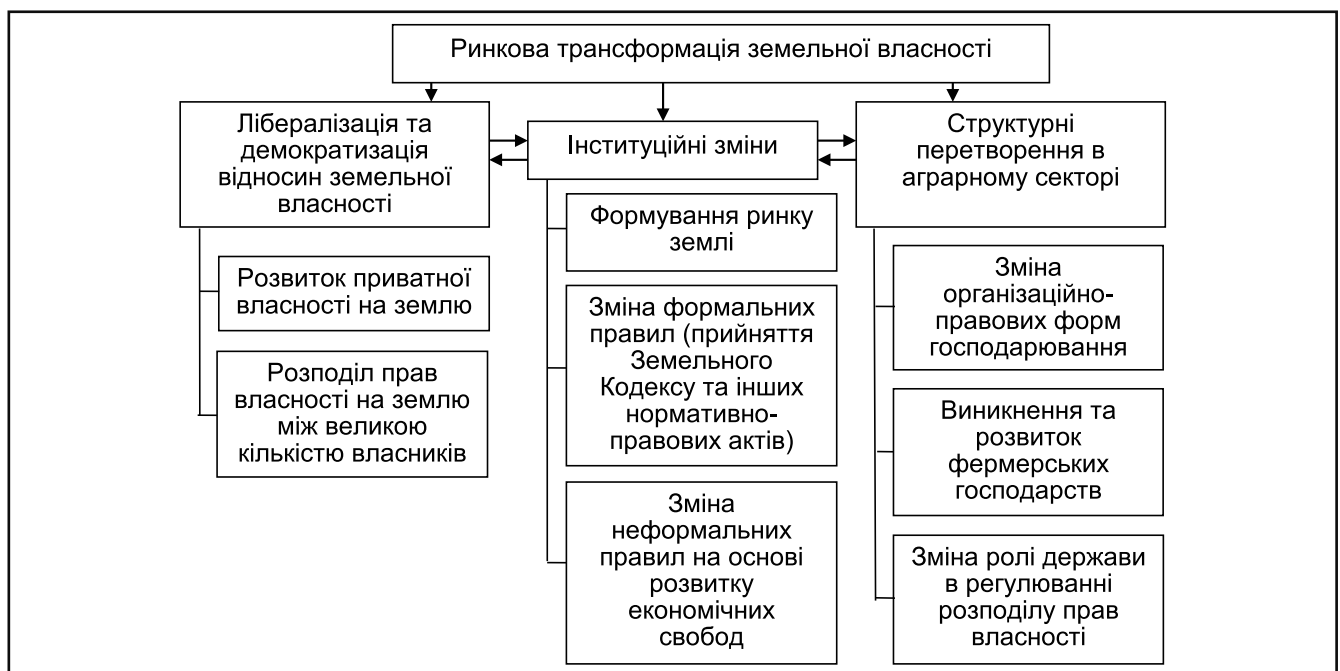 Ринкова трансформація земельної власності
Лібералізація та
демократизація
відносин земельної
власності
Інституційні зміни
Структурні
перетворення в
аграрному секторі
Розвиток приватної
власності на землю
Розподіл прав
власності на землю
між великою
кількістю власників
Формування ринку
землі
Зміна формальних
правил (прийняття
Земельного
Кодексу та інших
нормативно-
правових актів)
Зміна
неформальних
правил на основі
розвитку
економічних
свобод
Зміна
організаційно-
правових форм
господарювання
Виникнення та
розвиток
фермерських
господарств
Зміна ролі держави
в регулюванні
розподілу прав
власності